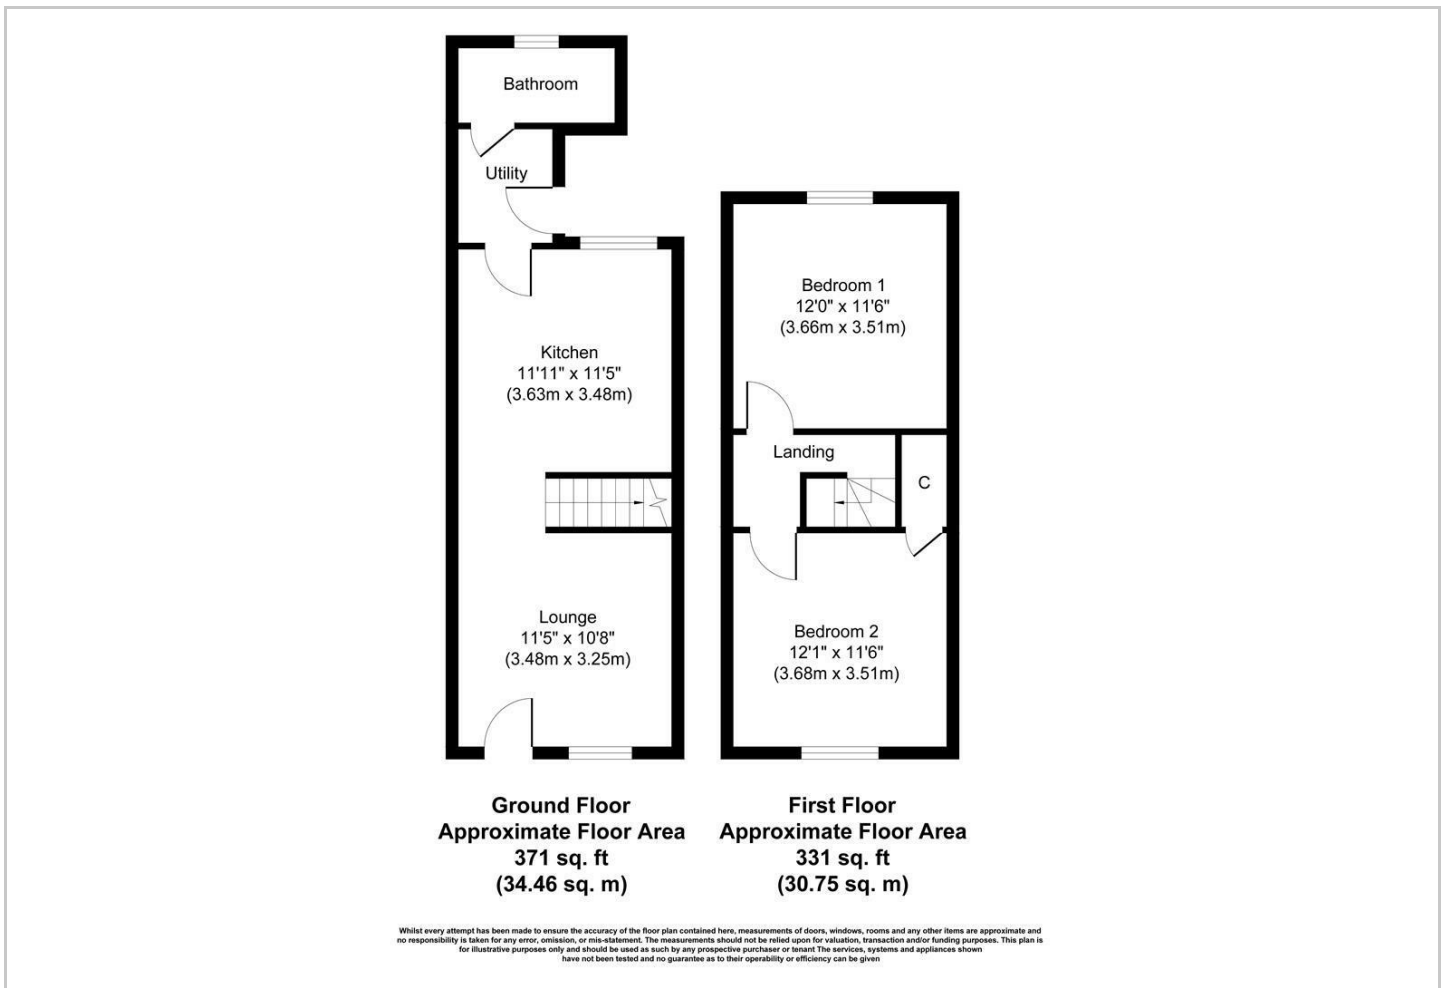 Bathroom
Utility
Kitchen
11'11" x 11'5"
(3.63m x 3.48m)
Lounge
11'5" x 10'8"
(3.48m x 3.25m)
Ground Floor
Approximate Floor Area
371 sq. ft
(34.46 sq. m)
Bedroom 1
12'0" x 11'6"
(3.66m x 3.51m)
Landing
C
Bedroom 2
12'1" x 11'6"
(3.68m x 3.51m)
First Floor
Approximate Floor Area
331 sq. ft
(30.75 sq. m)
Whilst every attempt has been made to ensure the accuracy of the floor plan contained here, measurements of doors, windows, rooms and any other items are approximate and
no responsibility is taken for any error, omission, or mis-statement. The measurements should not be relied upon for valuation, transaction and/or funding purposes. This plan is
for illustrative purposes only and should be used as such by any prospective purchaser or tenant The services, systems and appliances shown
have not been tested and no guarantee as to their operability or efficiency can be given